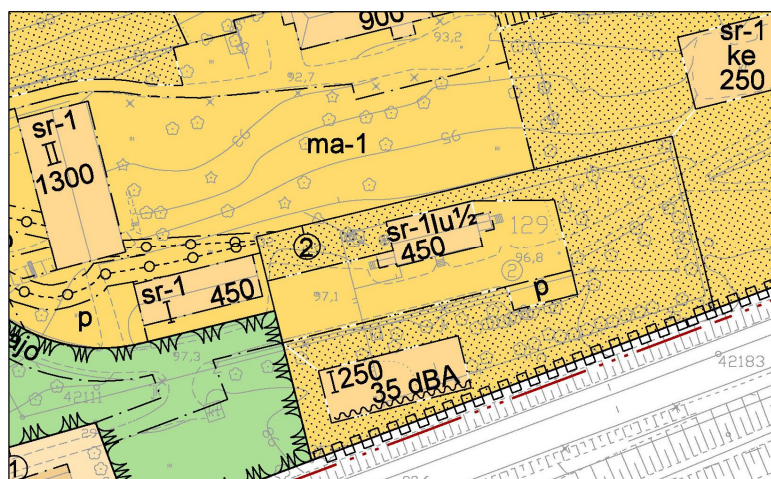 900
93,2
sr-1
ke
250
92,7
sr-1
II
1300
ma-1
95
129
sr-1Iu½
450
2
96,8
2
sr-1
I
450
97,1
p
p
97,3
I250
35 dBA
42111
42183
1